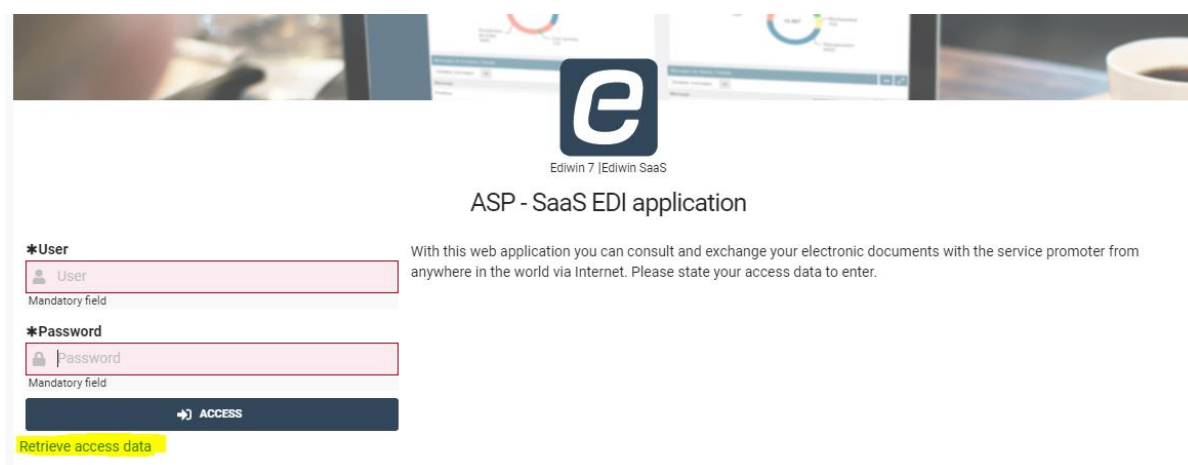 e
Ediwin 7 |Ediwin SaaS
ASP - SaaS EDI application
✱User
User
Mandatory field
✱Password
Password
Mandatory field
ACCESS
Retrieve access data
With this web application you can consult and exchange your electronic documents with the service promoter from
anywhere in the world via Internet. Please state your access data to enter.